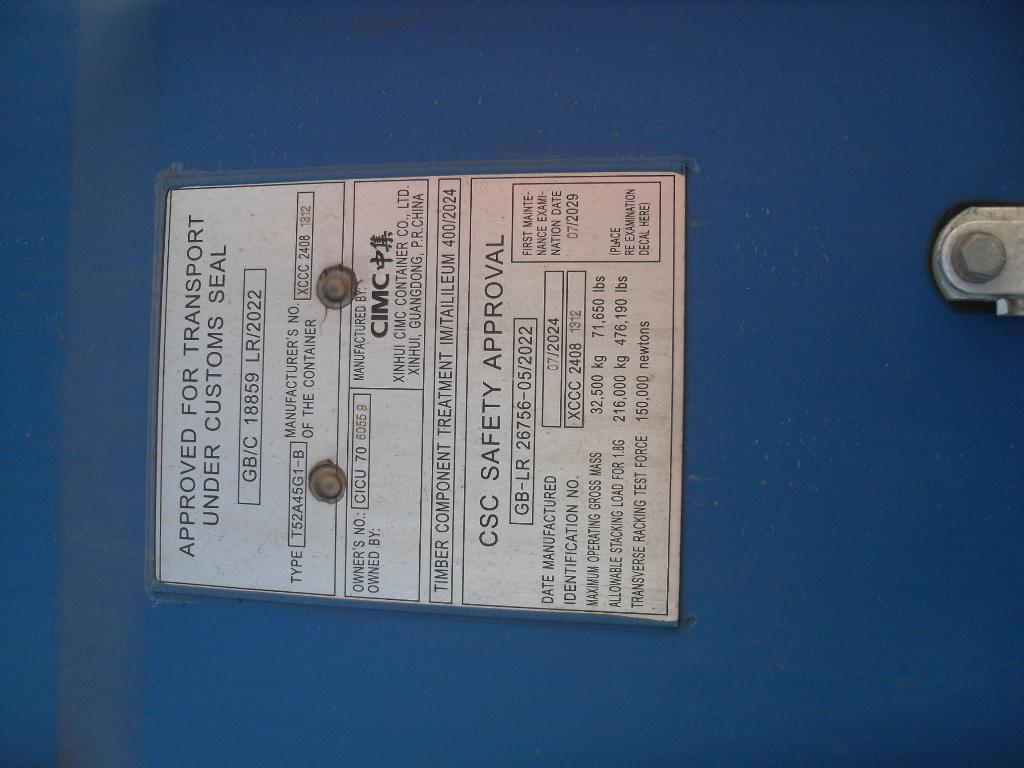 APPROVED FOR TRANSPORT
UNDER CUSTOMS SEAL
GB/C 18859 LR/2022
TYPE T52A45G1-B MANUFACTURER'S NO. OF THE CONTAINER XCCC 2408 1312
OWNER'S NO.: CICU 70 6055 9
OWNED BY:
MANUFACTURED BY:
CIMC 中集
XINHUI CIMC CONTAINER CO., LTD.
XINHUI, GUANGDONG, P.R.CHINA
TIMBER COMPONENT TREATMENT IM/TAILILEUM 400/2024
CSC SAFETY APPROVAL
GB-LR 26756-05/2022
DATE MANUFACTURED 07/2024
IDENTIFICATION NO. XCCC 2408 1312
MAXIMUM OPERATING GROSS MASS 32,500 kg 71,650 lbs
ALLOWABLE STACKING LOAD FOR 1.8G 216,000 kg 476,190 lbs
TRANSVERSE RACKING TEST FORCE 150,000 newtons
FIRST MAINTE-
NANCE EXAMI-
NATION DATE
07/2029
(PLACE
RE EXAMINATION
DECAL HERE)